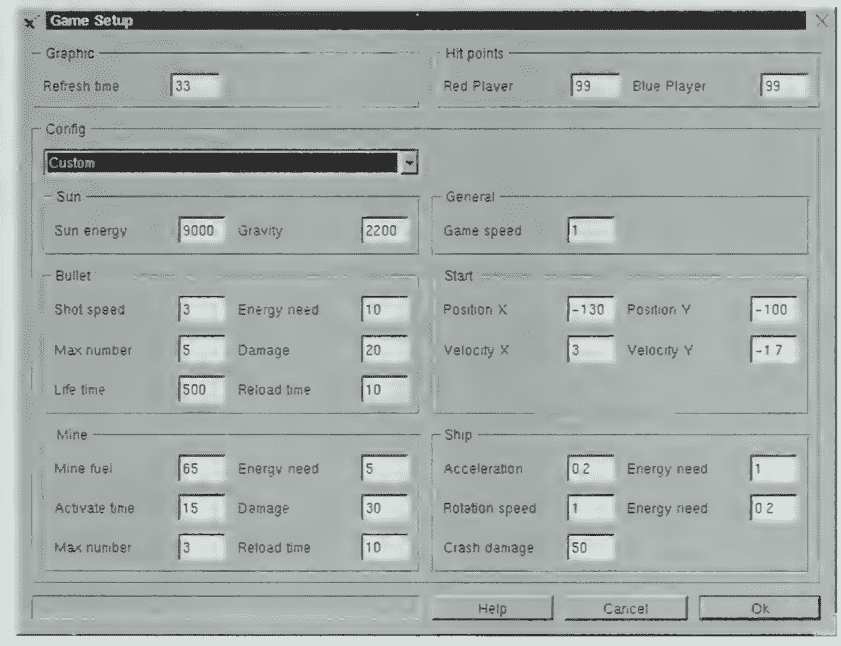 Game Setup
Graphic
Hit points
Refresh time 33
Red Player 99 Blue Player 99
Config
Custom
Sun
General
Sun energy 9000 Gravity 2200
Game speed 1
Bullet
Start
Shot speed 3 Energy need 10
Position X -130 Position Y -100
Max number 5 Damage 20
Velocity X 3 Velocity Y -1.7
Life time 500 Reload time 10
Mine
Ship
Mine fuel 65 Energy need 5
Acceleration 0.2 Energy need 1
Activate time 15 Damage 30
Rotation speed 1 Energy need 0.2
Max number 3 Reload time 10
Crash damage 50
Help Cancel Ok